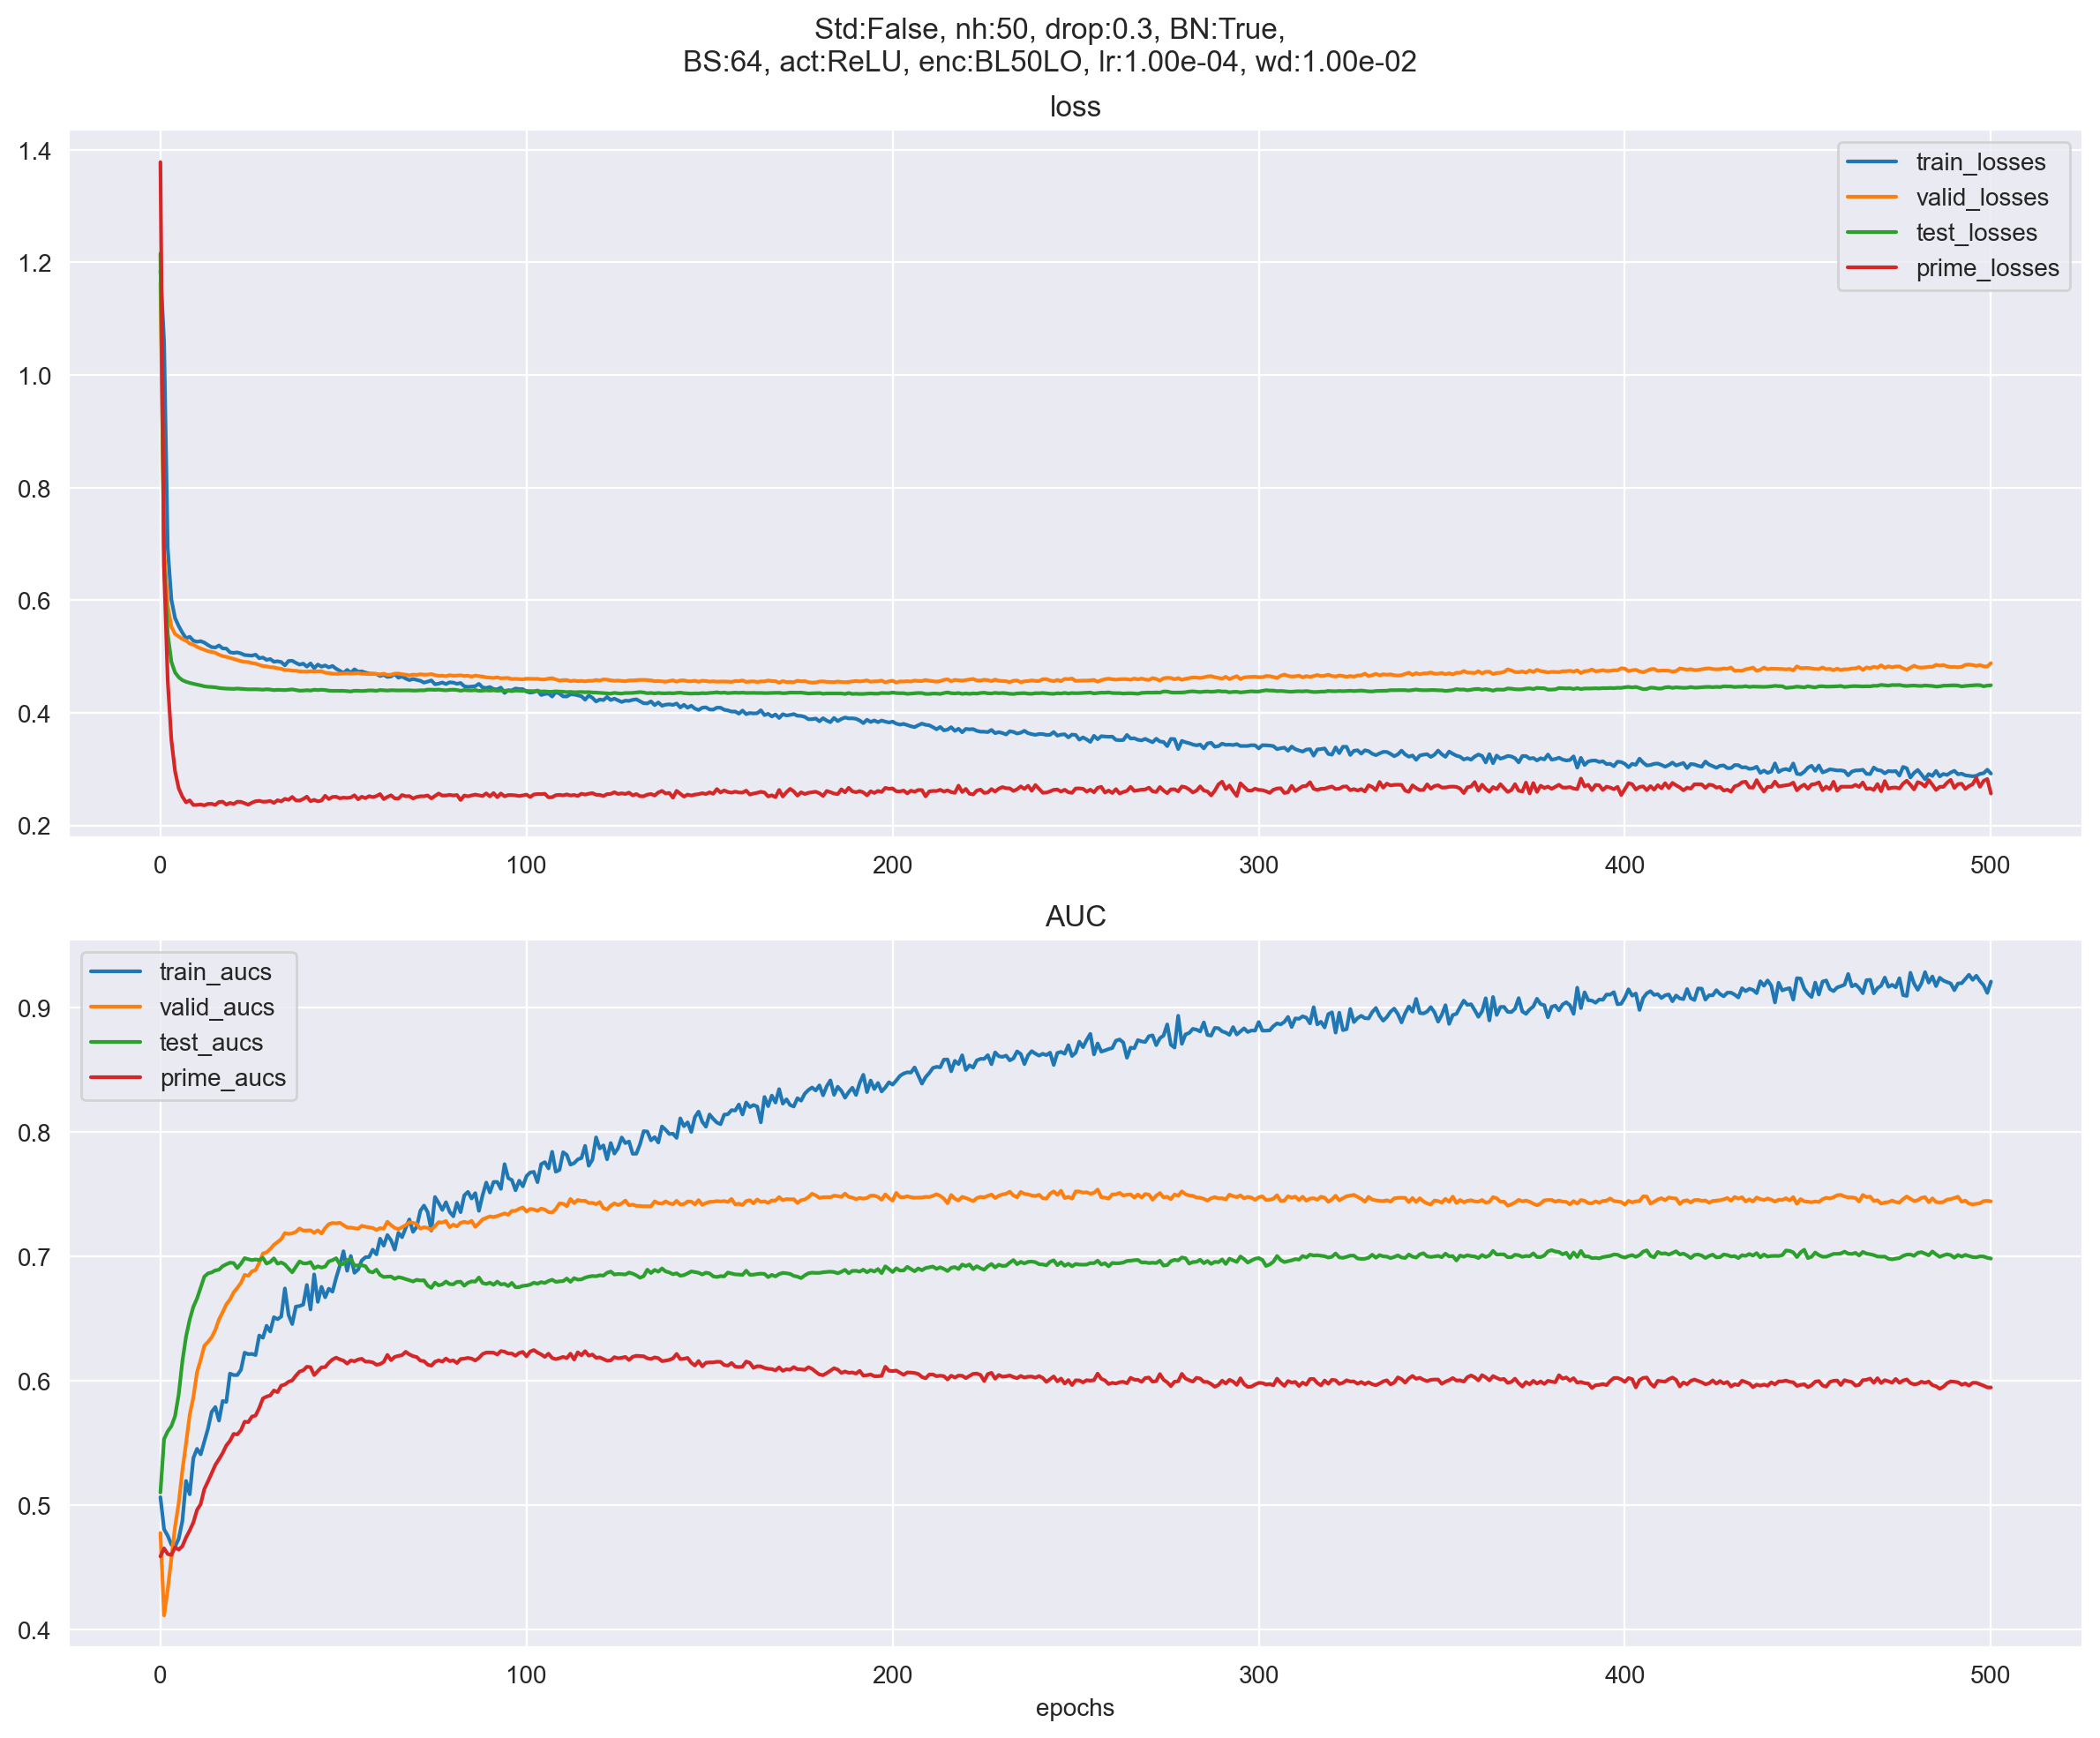 Std:False, nh:50, drop:0.3, BN:True,
BS:64, act:ReLU, enc:BL50LO, lr:1.00e-04, wd:1.00e-02
loss
1.4
1.2
1.0
0.8
0.6
0.4
0.2
train_losses
valid_losses
test_losses
prime_losses
0 100 200 300 400 500
AUC
train_aucs
valid_aucs
test_aucs
prime_aucs
0.9
0.8
0.7
0.6
0.5
0.4
0 100 200 300 400 500
epochs